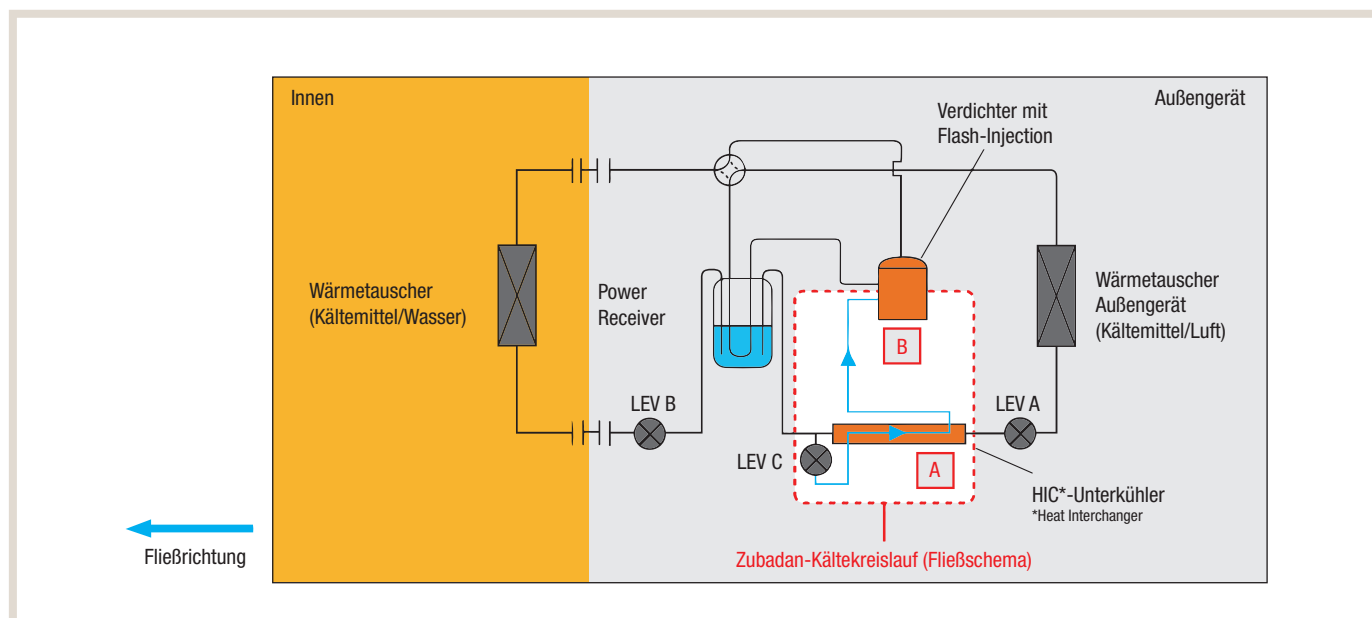 Innen
Außengerät
Verdichter mit
Flash-Injection
Wärmetauscher
(Kältemittel/Wasser)
Power
Receiver
Wärmetauscher
Außengerät
(Kältemittel/Luft)
B
LEV B
LEV A
LEV C
A
HIC*-Unterkühler
*Heat Interchanger
Fließrichtung
Zubadan-Kältekreislauf (Fließschema)